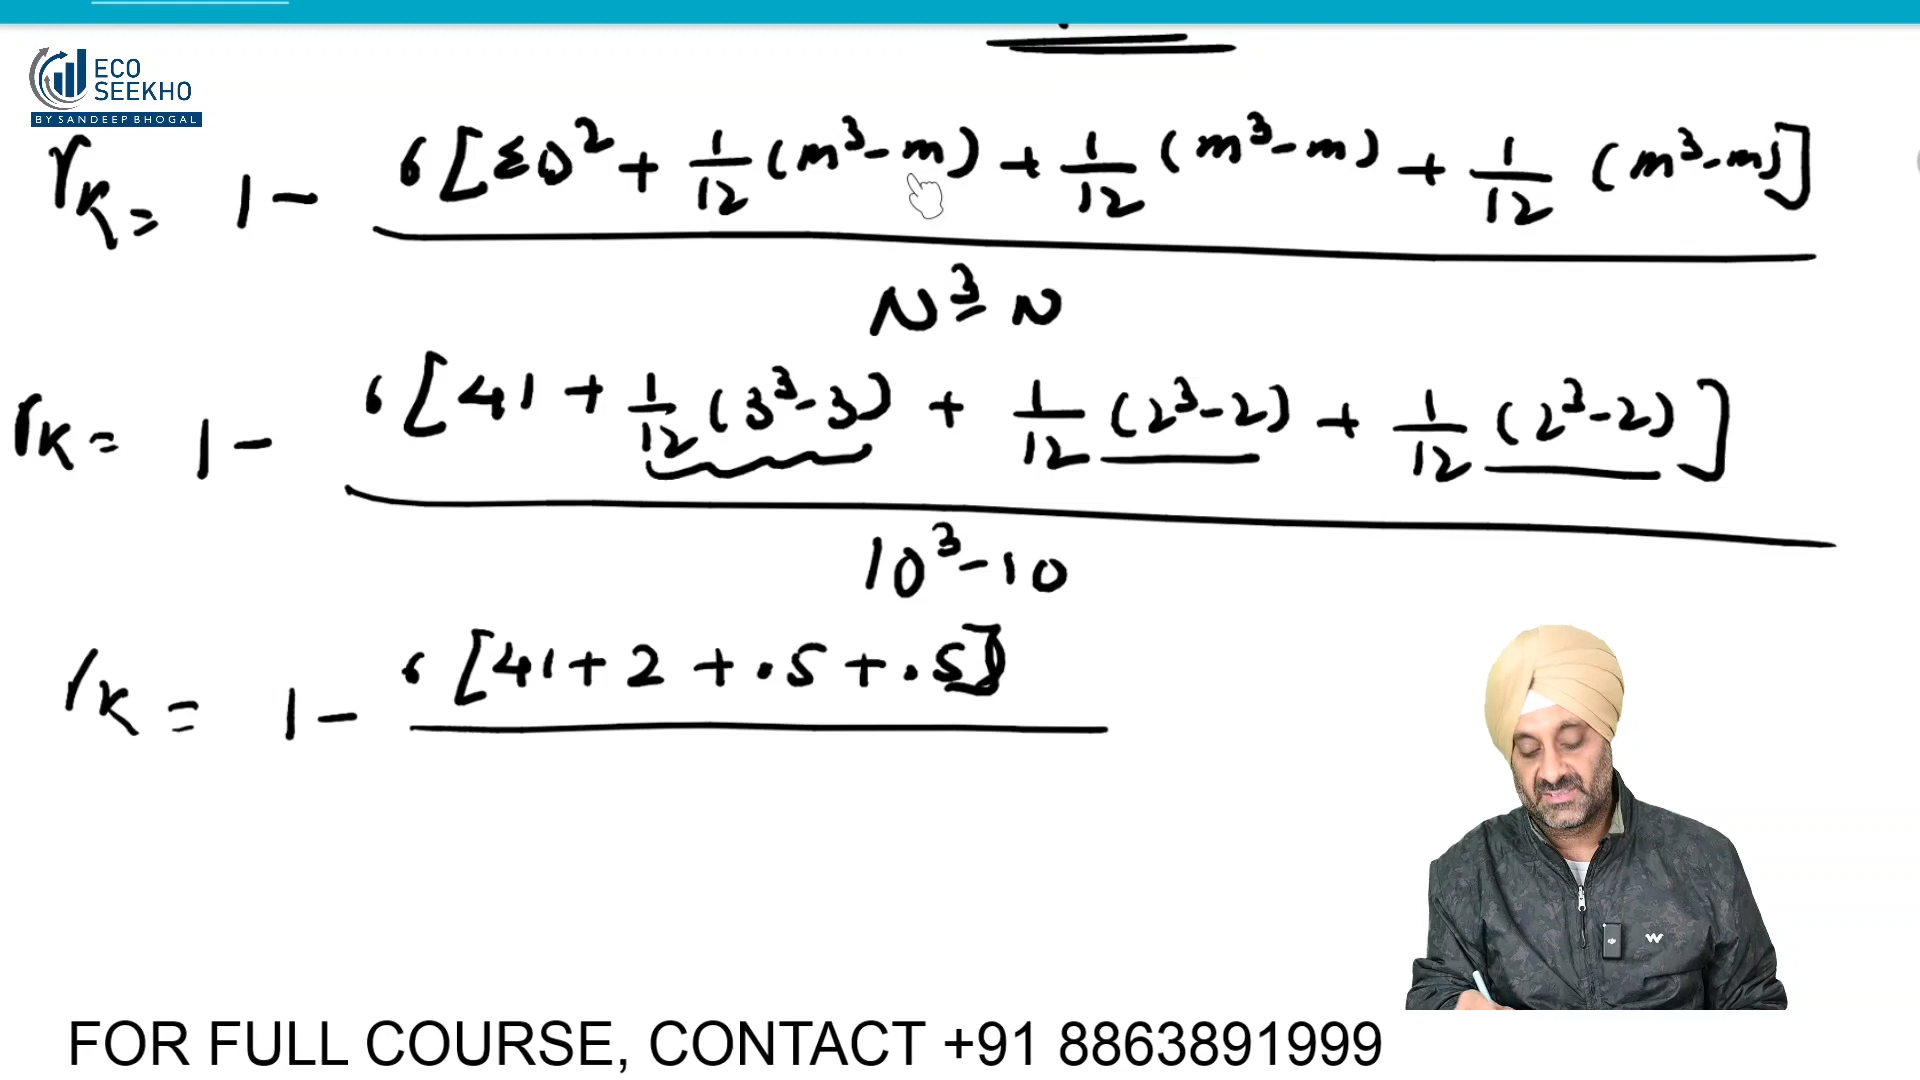 ECO
SEEKHO
BY SANDEEP BHOGAL
rₖ = 1 - 6[ΣD² + 1/12 (m³-m) + 1/12 (m³-m) + 1/12 (m³-m)]
N³-N
rₖ = 1 - 6[41 + 1/12 (3³-3) + 1/12 (2³-2) + 1/12 (2³-2)]
10³-10
rₖ = 1 - 6[41+2+.5+.5]
W
FOR FULL COURSE, CONTACT +91 8863891999